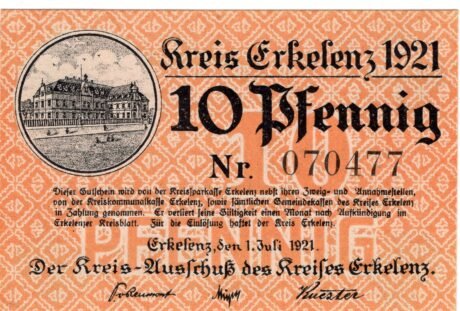 Kreis Erkelenz 1921
10 Pfennig
Nr. 070477
Dieser Gutschein wird von der Kreissparkasse Erkelenz nebst ihren Zweig- und Annahmestellen,
von der Kreiskommunalkasse Erkelenz, sowie sämtlichen Gemeindekassen des Kreises Erkelenz
in Zahlung genommen. Er verliert seine Gültigkeit einen Monat nach Aufkündigung im
Erkelenzer Kreisblatt. Für die Einlösung haftet der Kreis Erkelenz.
Erkelenz, den 1. Juli 1921.
Der Kreis-Ausschuß des Kreises Erkelenz.
10
PFENNIG